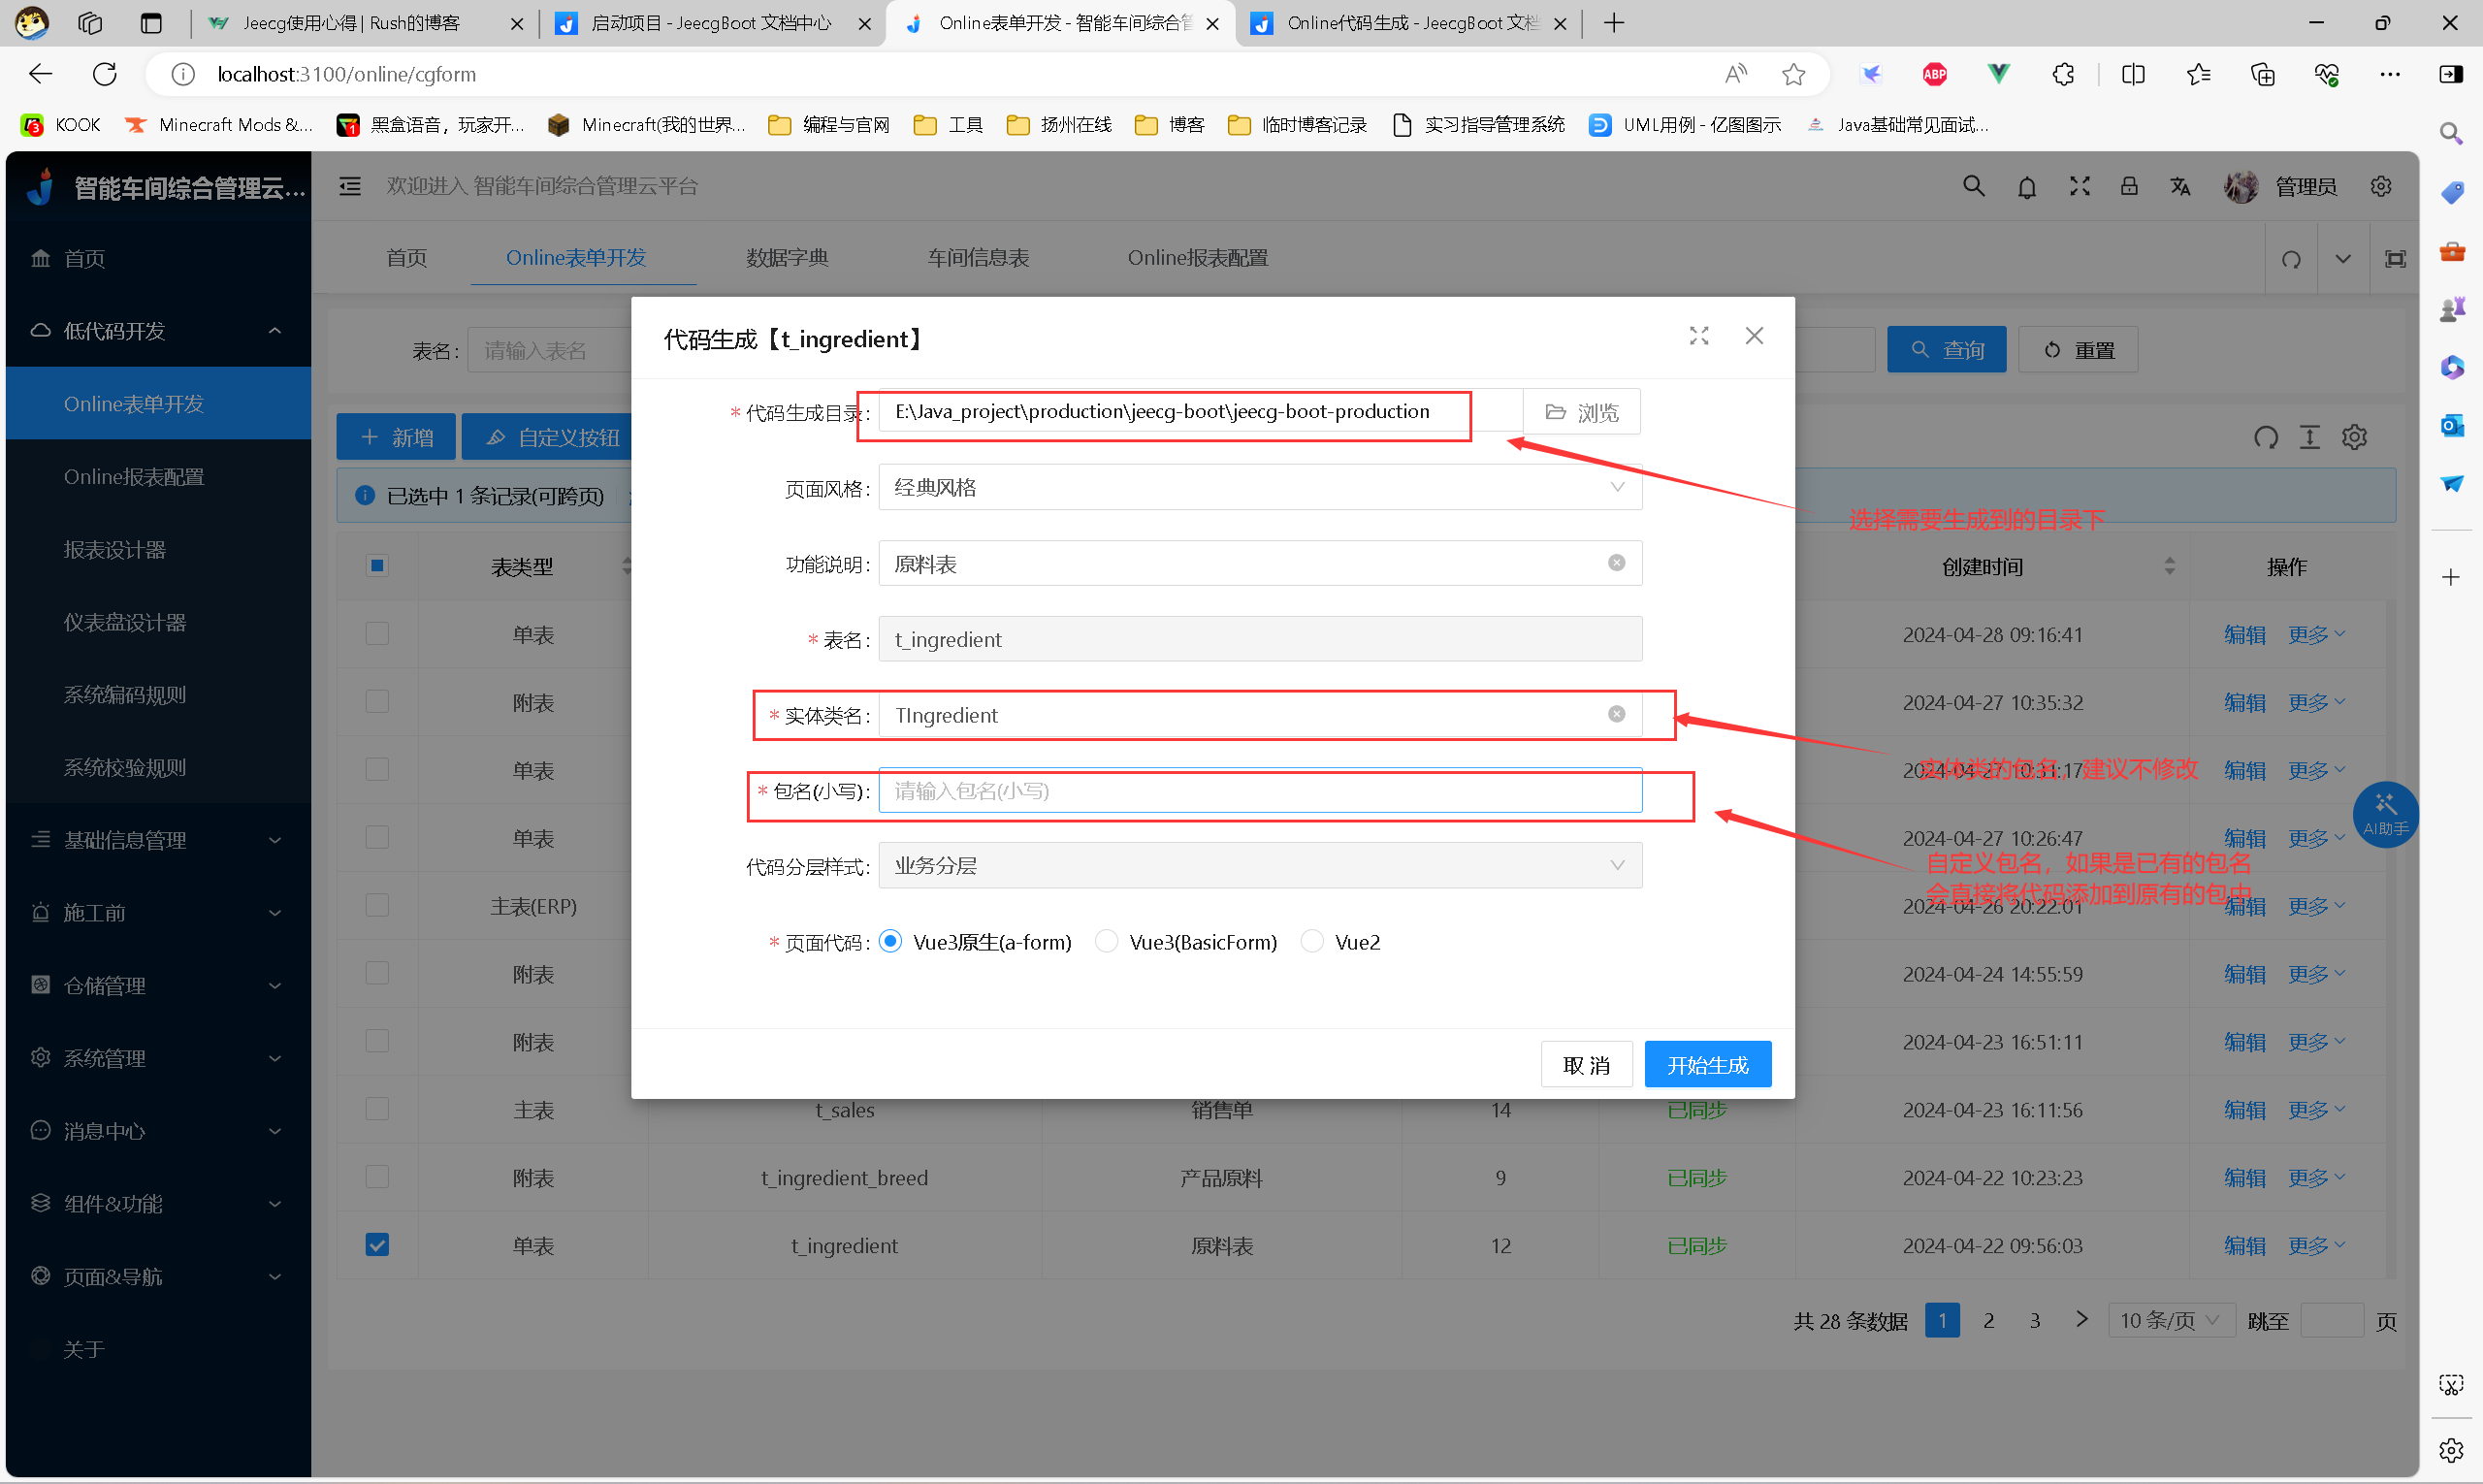 Jeecg使用心得 | Rush的博客
启动项目 - JeecgBoot 文档中心
Online表单开发 - 智能车间综合管
Online代码生成 - JeecgBoot 文档
localhost:3100/online/cgform
ABP
KOOK
Minecraft Mods &...
黑盒语音，玩家开...
Minecraft(我的世界...
编程与官网
工具
扬州在线
博客
临时博客记录
实习指导管理系统
UML用例 - 亿图图示
Java基础常见面试...
智能车间综合管理云...
欢迎进入 智能车间综合管理云平台
管理员
首页
低代码开发
Online表单开发
Online报表配置
报表设计器
仪表盘设计器
系统编码规则
系统校验规则
基础信息管理
施工前
仓储管理
系统管理
消息中心
组件&功能
页面&导航
关于
首页
Online表单开发
数据字典
车间信息表
Online报表配置
表名:
请输入表名
查询
重置
新增
自定义按钮
已选中 1 条记录(可跨页)
表类型
创建时间
操作
单表
2024-04-28 09:16:41
编辑 更多
附表
2024-04-27 10:35:32
编辑 更多
单表
2024-04-27 10:31:17
编辑 更多
单表
2024-04-27 10:26:47
编辑 更多
主表(ERP)
2024-04-26 20:22:01
编辑 更多
附表
2024-04-24 14:55:59
编辑 更多
附表
2024-04-23 16:51:11
编辑 更多
主表
t_sales
销售单
14
已同步
2024-04-23 16:11:56
编辑 更多
附表
t_ingredient_breed
产品原料
9
已同步
2024-04-22 10:23:23
编辑 更多
单表
t_ingredient
原料表
12
已同步
2024-04-22 09:56:03
编辑 更多
共 28 条数据
1
2
3
10 条/页
跳至
页
代码生成【t_ingredient】
* 代码生成目录:
E:\Java_project\production\jeecg-boot\jeecg-boot-production
浏览
页面风格:
经典风格
功能说明:
原料表
* 表名:
t_ingredient
* 实体类名:
TIngredient
* 包名(小写):
请输入包名(小写)
代码分层样式:
业务分层
* 页面代码:
Vue3原生(a-form)
Vue3(BasicForm)
Vue2
取 消
开始生成
选择需要生成到的目录下
实体类的包名，建议不修改
自定义包名，如果是已有的包名
会直接将代码添加到原有的包中
AI助手